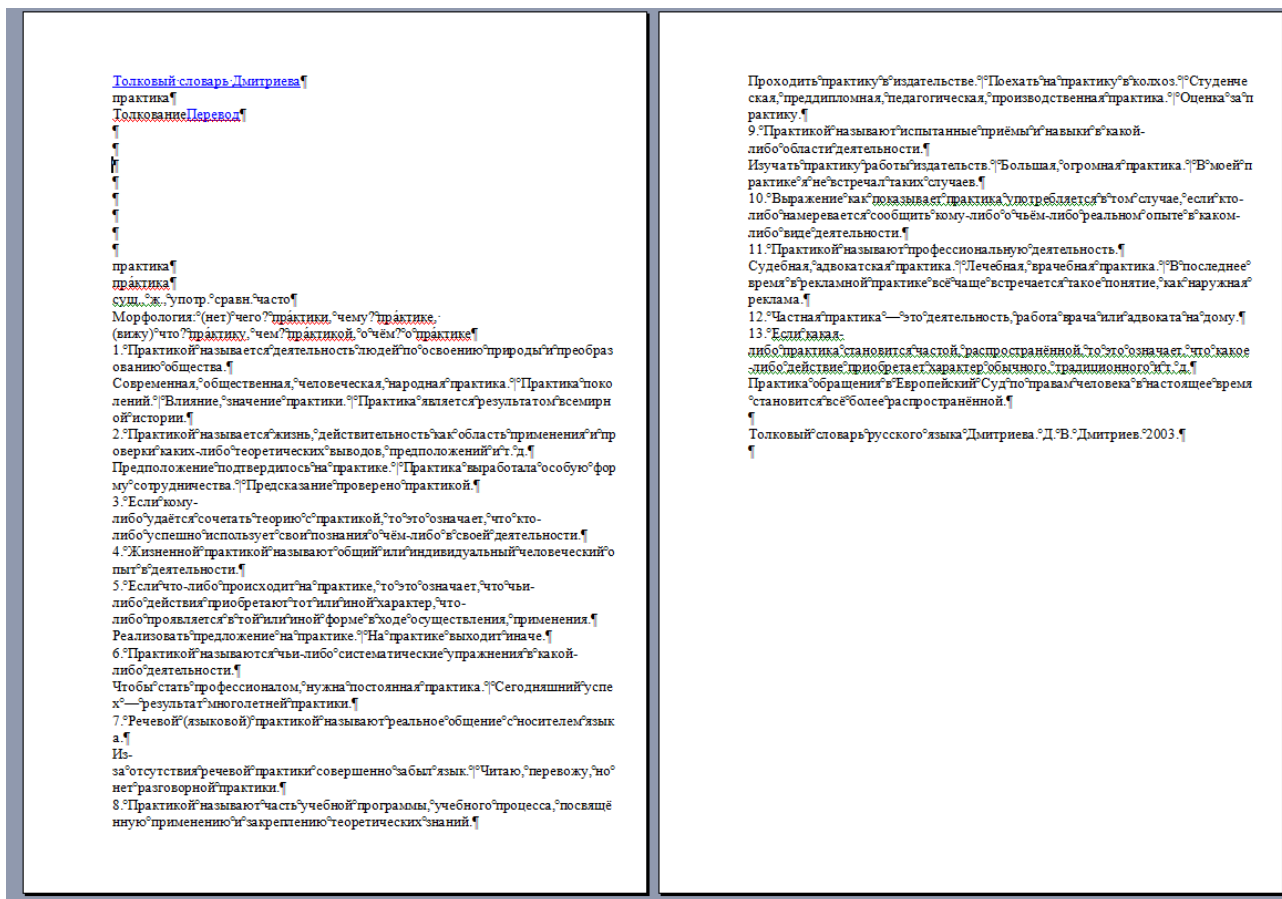 Толковый словарь Дмитриева¶
практика¶
ТолкованиеПеревод¶
¶
¶
¶
¶
¶
¶
¶
¶
практика¶
пра́ктика¶
сущ., ж., употр. сравн. часто¶
Морфология: (нет) чего? пра́ктики, чему? пра́ктике,
(вижу) что? пра́ктику, чем? пра́ктикой, о чём? о пра́ктике¶
1. Практикой называется деятельность людей по освоению природы и преобраз
ованию общества.¶
Современная, общественная, человеческая, народная практика. | Практика поко
лений. | Влияние, значение практики. | Практика является результатом всемирн
ой истории.¶
2. Практикой называется жизнь, действительность как область применения и пр
оверки каких-либо теоретических выводов, предположений и т. д.¶
Предположение подтвердилось на практике. | Практика выработала особую фор
му сотрудничества. | Предсказание проверено практикой.¶
3. Если кому-
либо удаётся сочетать теорию с практикой, то это означает, что кто-
либо успешно использует свои познания о чём-либо в своей деятельности.¶
4. Жизненной практикой называют общий или индивидуальный человеческий о
пыт в деятельности.¶
5. Если что-либо происходит на практике, то это означает, что чьи-
либо действия приобретают тот или иной характер, что-
либо проявляется в той или иной форме в ходе осуществления, применения.¶
Реализовать предложение на практике. | На практике выходит иначе.¶
6. Практикой называются чьи-либо систематические упражнения в какой-
либо деятельности.¶
Чтобы стать профессионалом, нужна постоянная практика. | Сегодняшний успе
х — результат многолетней практики.¶
7. Речевой (языковой) практикой называют реальное общение с носителем язык
а.¶
Из-
за отсутствия речевой практики совершенно забыл язык. | Читаю, перевожу, но
нет разговорной практики.¶
8. Практикой называют часть учебной программы, учебного процесса, посвящё
нную применению и закреплению теоретических знаний.¶
Проходить практику в издательстве. | Поехать на практику в колхоз. | Студенче
ская, преддипломная, педагогическая, производственная практика. | Оценка за п
рактику.¶
9. Практикой называют испытанные приёмы и навыки в какой-
либо области деятельности.¶
Изучать практику работы издательств. | Большая, огромная практика. | В моей п
рактике я не встречал таких случаев.¶
10. Выражение как показывает практика употребляется в том случае, если кто-
либо намеревается сообщить кому-либо о чьём-либо реальном опыте в каком-
либо виде деятельности.¶
11. Практикой называют профессиональную деятельность.¶
Судебная, адвокатская практика. | Лечебная, врачебная практика. | В последнее
время в рекламной практике всё чаще встречается такое понятие, как наружная
реклама.¶
12. Частная практика — это деятельность, работа врача или адвоката на дому.¶
13. Если какая-
либо практика становится частой, распространённой, то это означает, что какое
-либо действие приобретает характер обычного, традиционного и т. д.¶
Практика обращения в Европейский Суд по правам человека в настоящее время
становится всё более распространённой.¶
¶
Толковый словарь русского языка Дмитриева. Д. В. Дмитриев. 2003.¶
¶